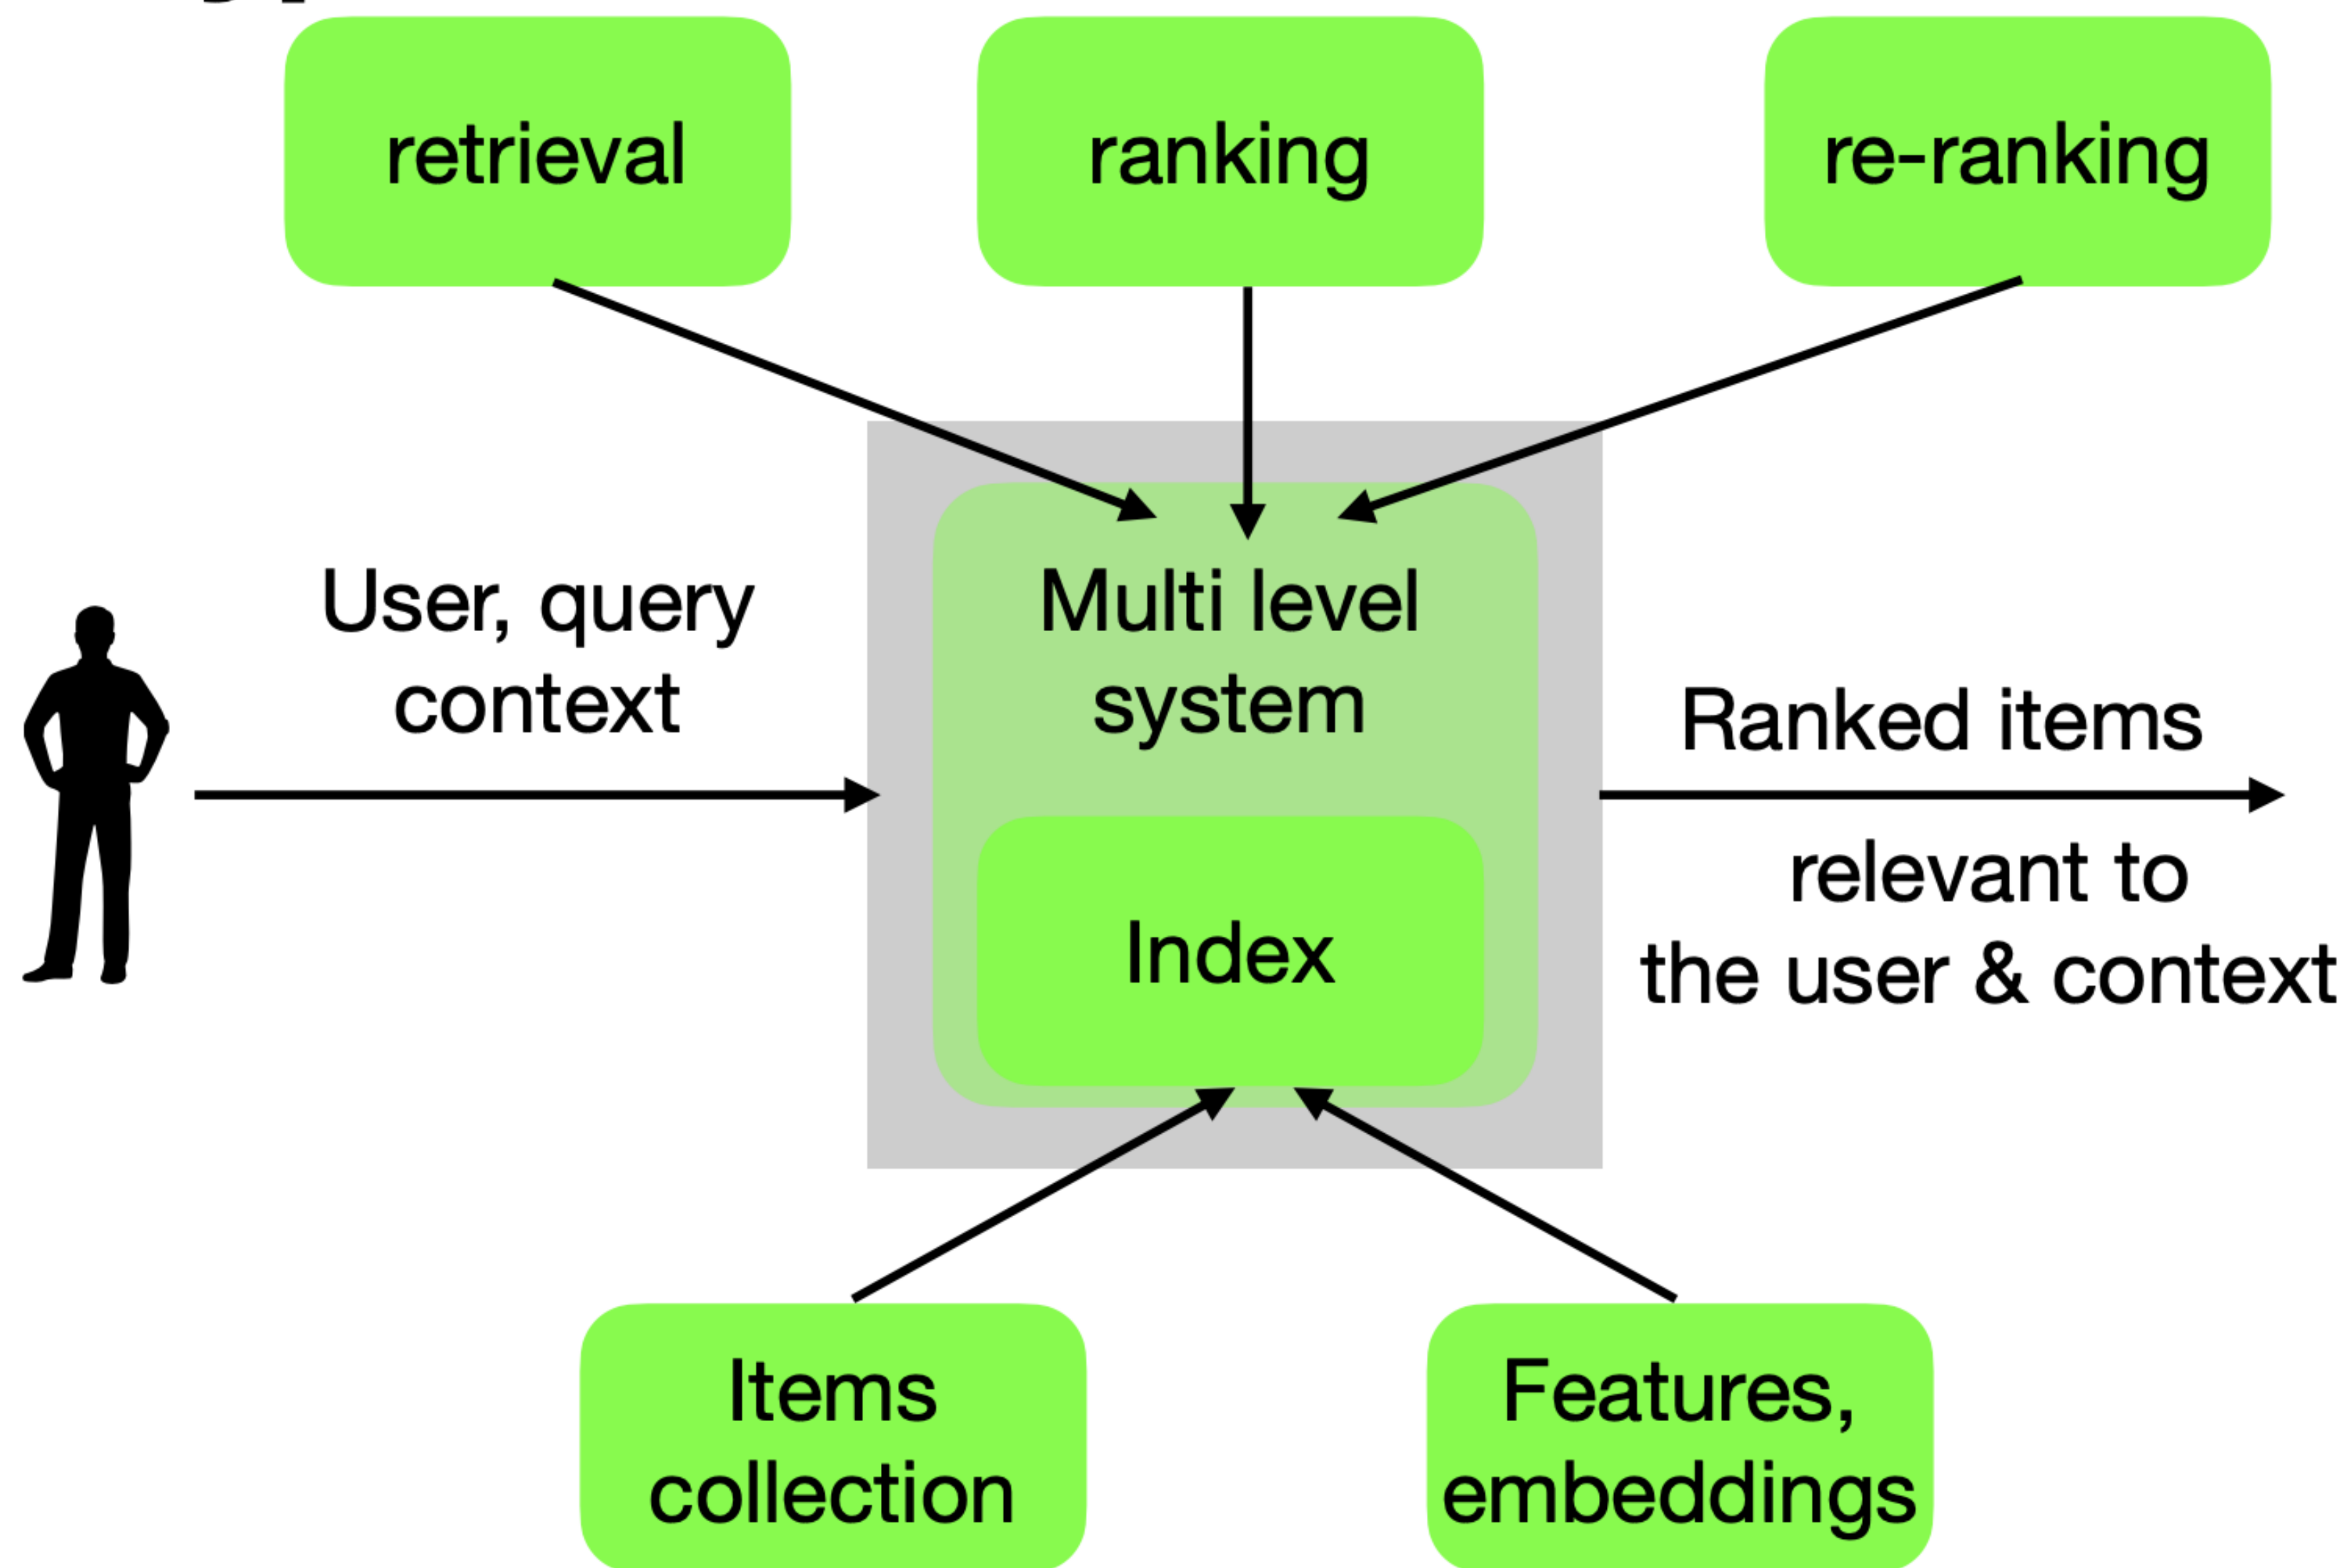 retrieval
ranking
re-ranking
User, query
context
Multi level
system
Index
Ranked items
relevant to
the user & context
Items
collection
Features,
embeddings